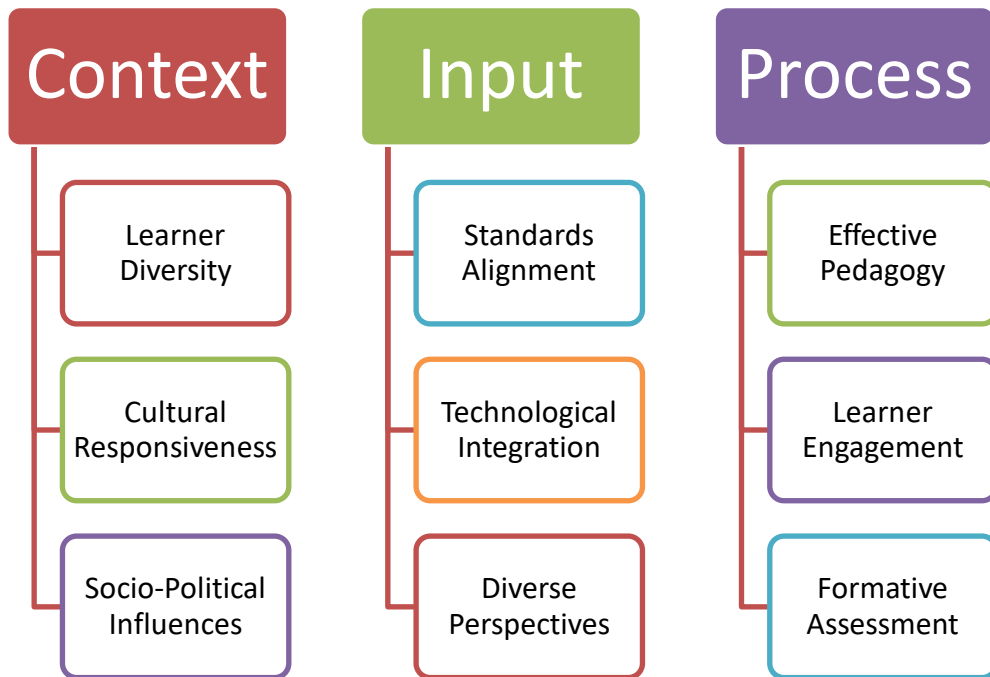 Context
Learner
Diversity
Cultural
Responsiveness
Socio-Political
Influences
Input
Standards
Alignment
Technological
Integration
Diverse
Perspectives
Process
Effective
Pedagogy
Learner
Engagement
Formative
Assessment